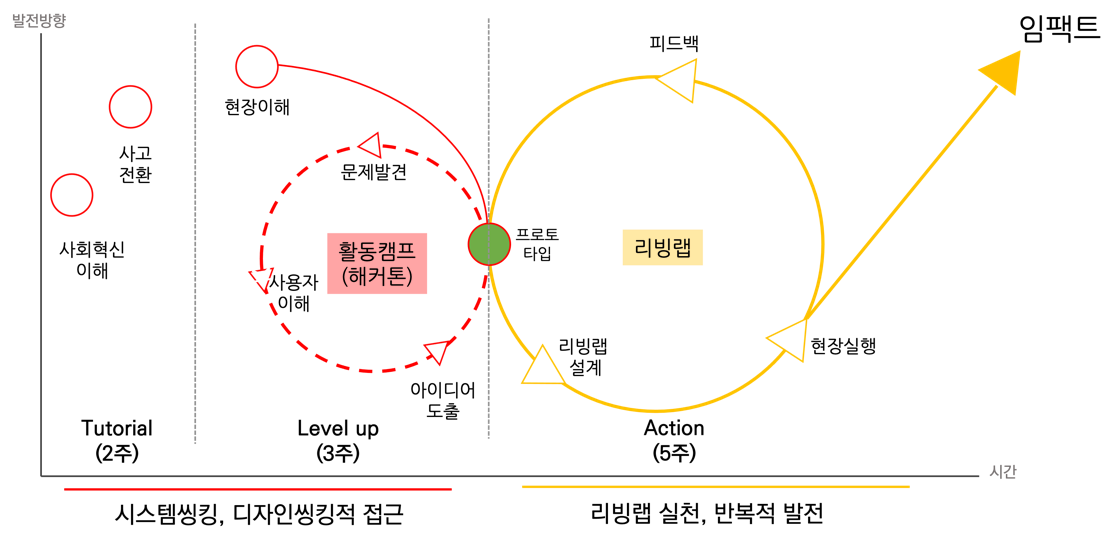 발전방향
임팩트
피드백
현장이해
사고
전환
문제발견
사회혁신
이해
활동캠프
(해커톤)
프로토
타입
리빙랩
사용자
이해
리빙랩
설계
현장실행
아이디어
도출
Tutorial
(2주)
Level up
(3주)
Action
(5주)
시간
시스템씽킹, 디자인씽킹적 접근
리빙랩 실천, 반복적 발전